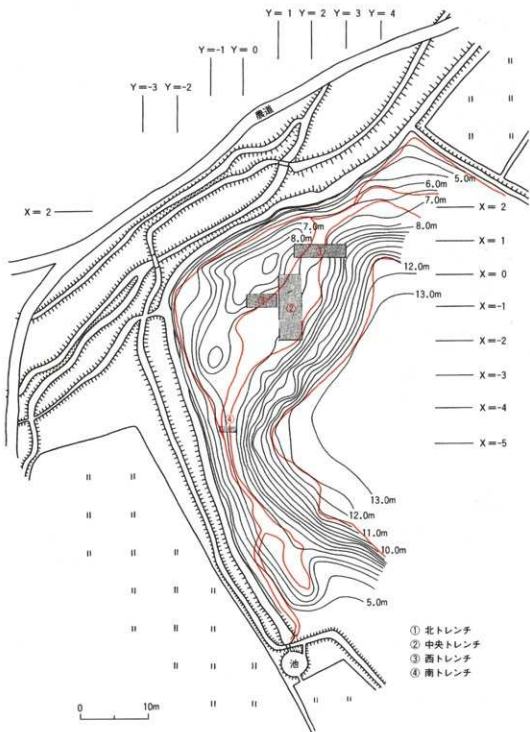 Y=1 Y=2 Y=3 Y=4
Y=-1 Y=0
Y=-3 Y=-2
農道
X=2
5.0m
6.0m
7.0m
X=2
7.0m
8.0m
8.0m
X=1
①
12.0m
X=0
13.0m
③
②
X=-1
X=-2
X=-3
X=-4
④
X=-5
13.0m
12.0m
11.0m
10.0m
5.0m
① 北トレンチ
② 中央トレンチ
③ 西トレンチ
④ 南トレンチ
池
0 10m